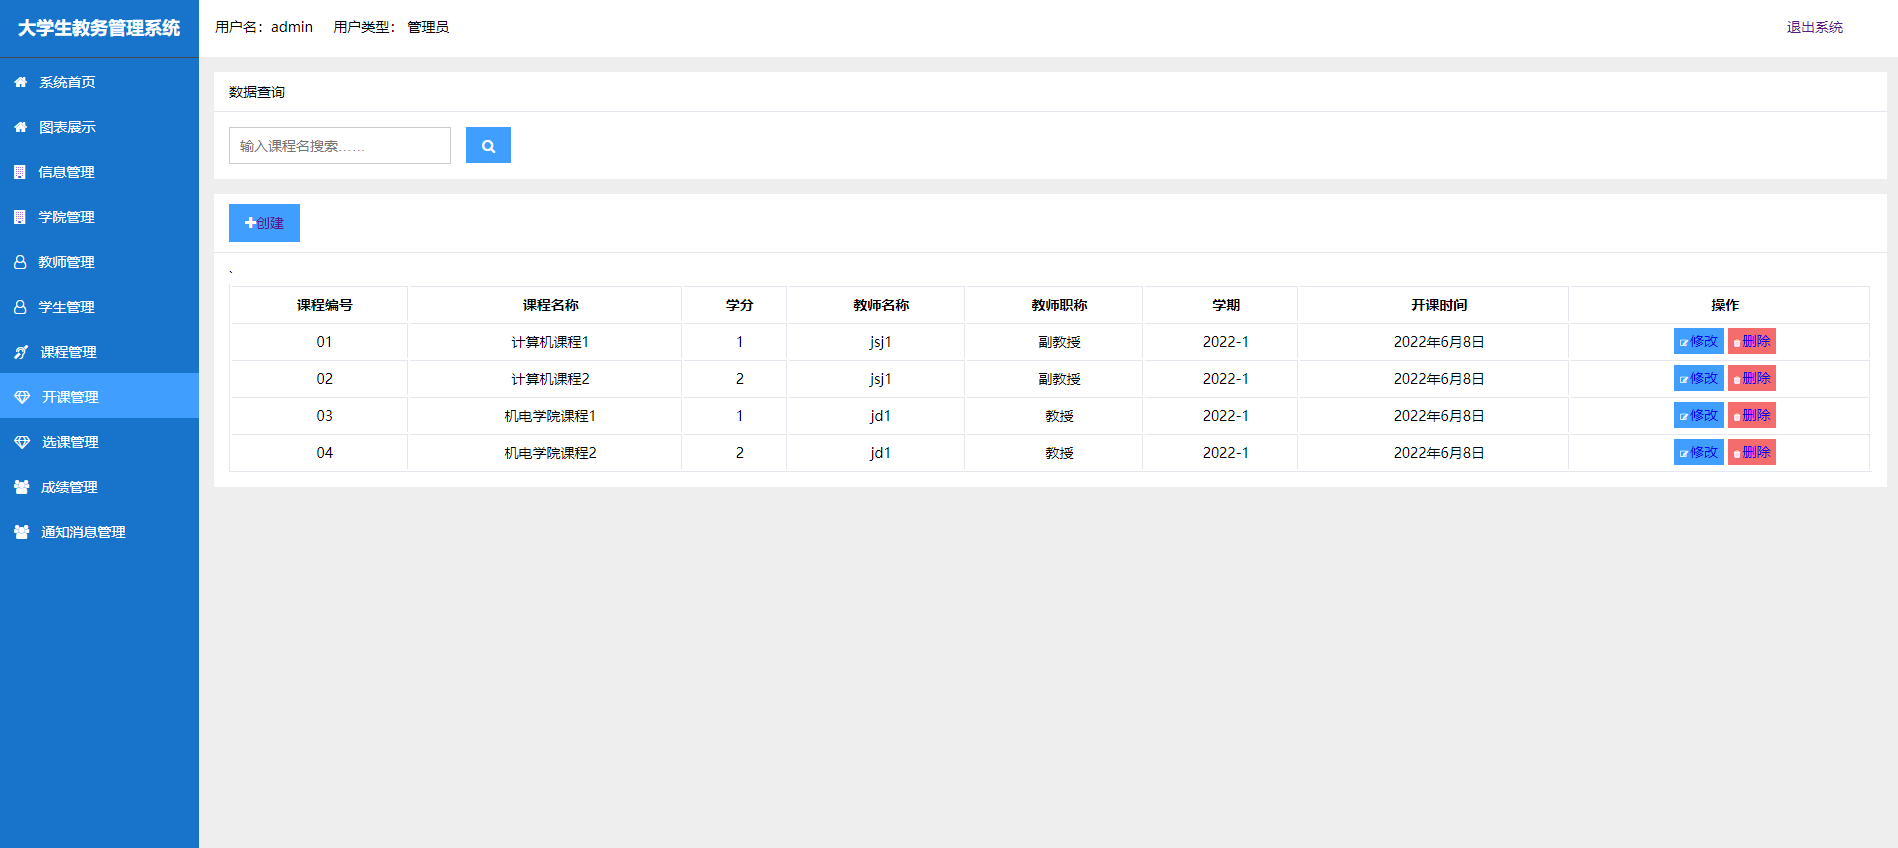 大学生教务管理系统
用户名：admin 用户类型： 管理员
退出系统
系统首页
图表展示
信息管理
学院管理
教师管理
学生管理
课程管理
开课管理
选课管理
成绩管理
通知消息管理
数据查询
输入课程名搜索……
创建
、
课程编号 课程名称 学分 教师名称 教师职称 学期 开课时间 操作
01 计算机课程1 1 jsj1 副教授 2022-1 2022年6月8日 修改 删除
02 计算机课程2 2 jsj1 副教授 2022-1 2022年6月8日 修改 删除
03 机电学院课程1 1 jd1 教授 2022-1 2022年6月8日 修改 删除
04 机电学院课程2 2 jd1 教授 2022-1 2022年6月8日 修改 删除